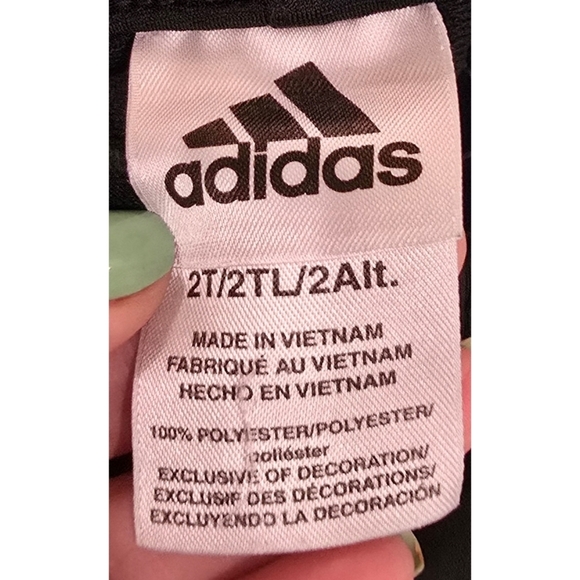 adidas
2T/2TL/2Alt.
MADE IN VIETNAM
FABRIQUÉ AU VIETNAM
HECHO EN VIETNAM
100% POLYESTER/POLYESTER/
poliéster
EXCLUSIVE OF DECORATION/
EXCLUSIF DES DÉCORATIONS/
EXCLUYENDO LA DECORACIÓN